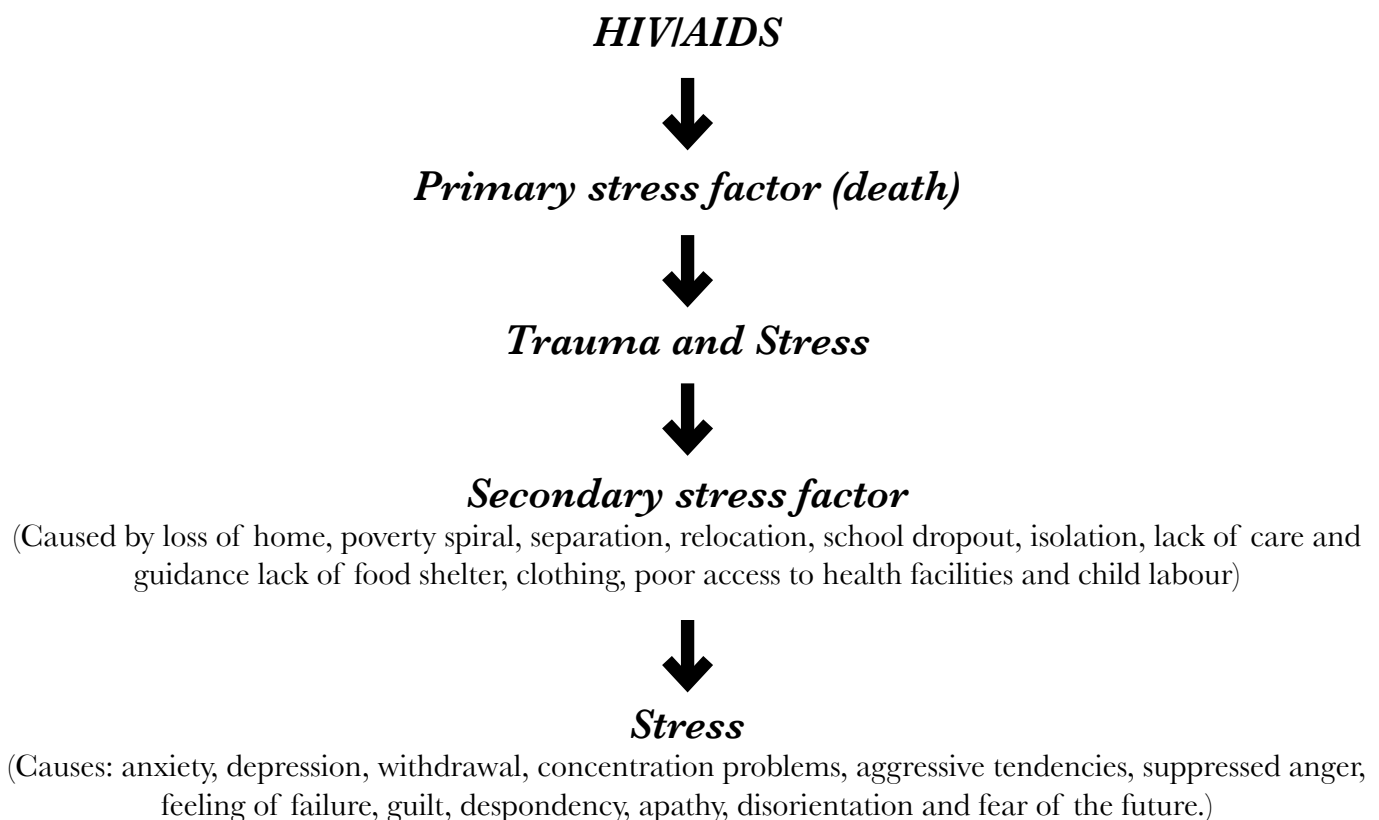 HIV/AIDS
Primary stress factor (death)
Trauma and Stress
Secondary stress factor
(Caused by loss of home, poverty spiral, separation, relocation, school dropout, isolation, lack of care and
guidance lack of food shelter, clothing, poor access to health facilities and child labour)
Stress
(Causes: anxiety, depression, withdrawal, concentration problems, aggressive tendencies, suppressed anger,
feeling of failure, guilt, despondency, apathy, disorientation and fear of the future.)